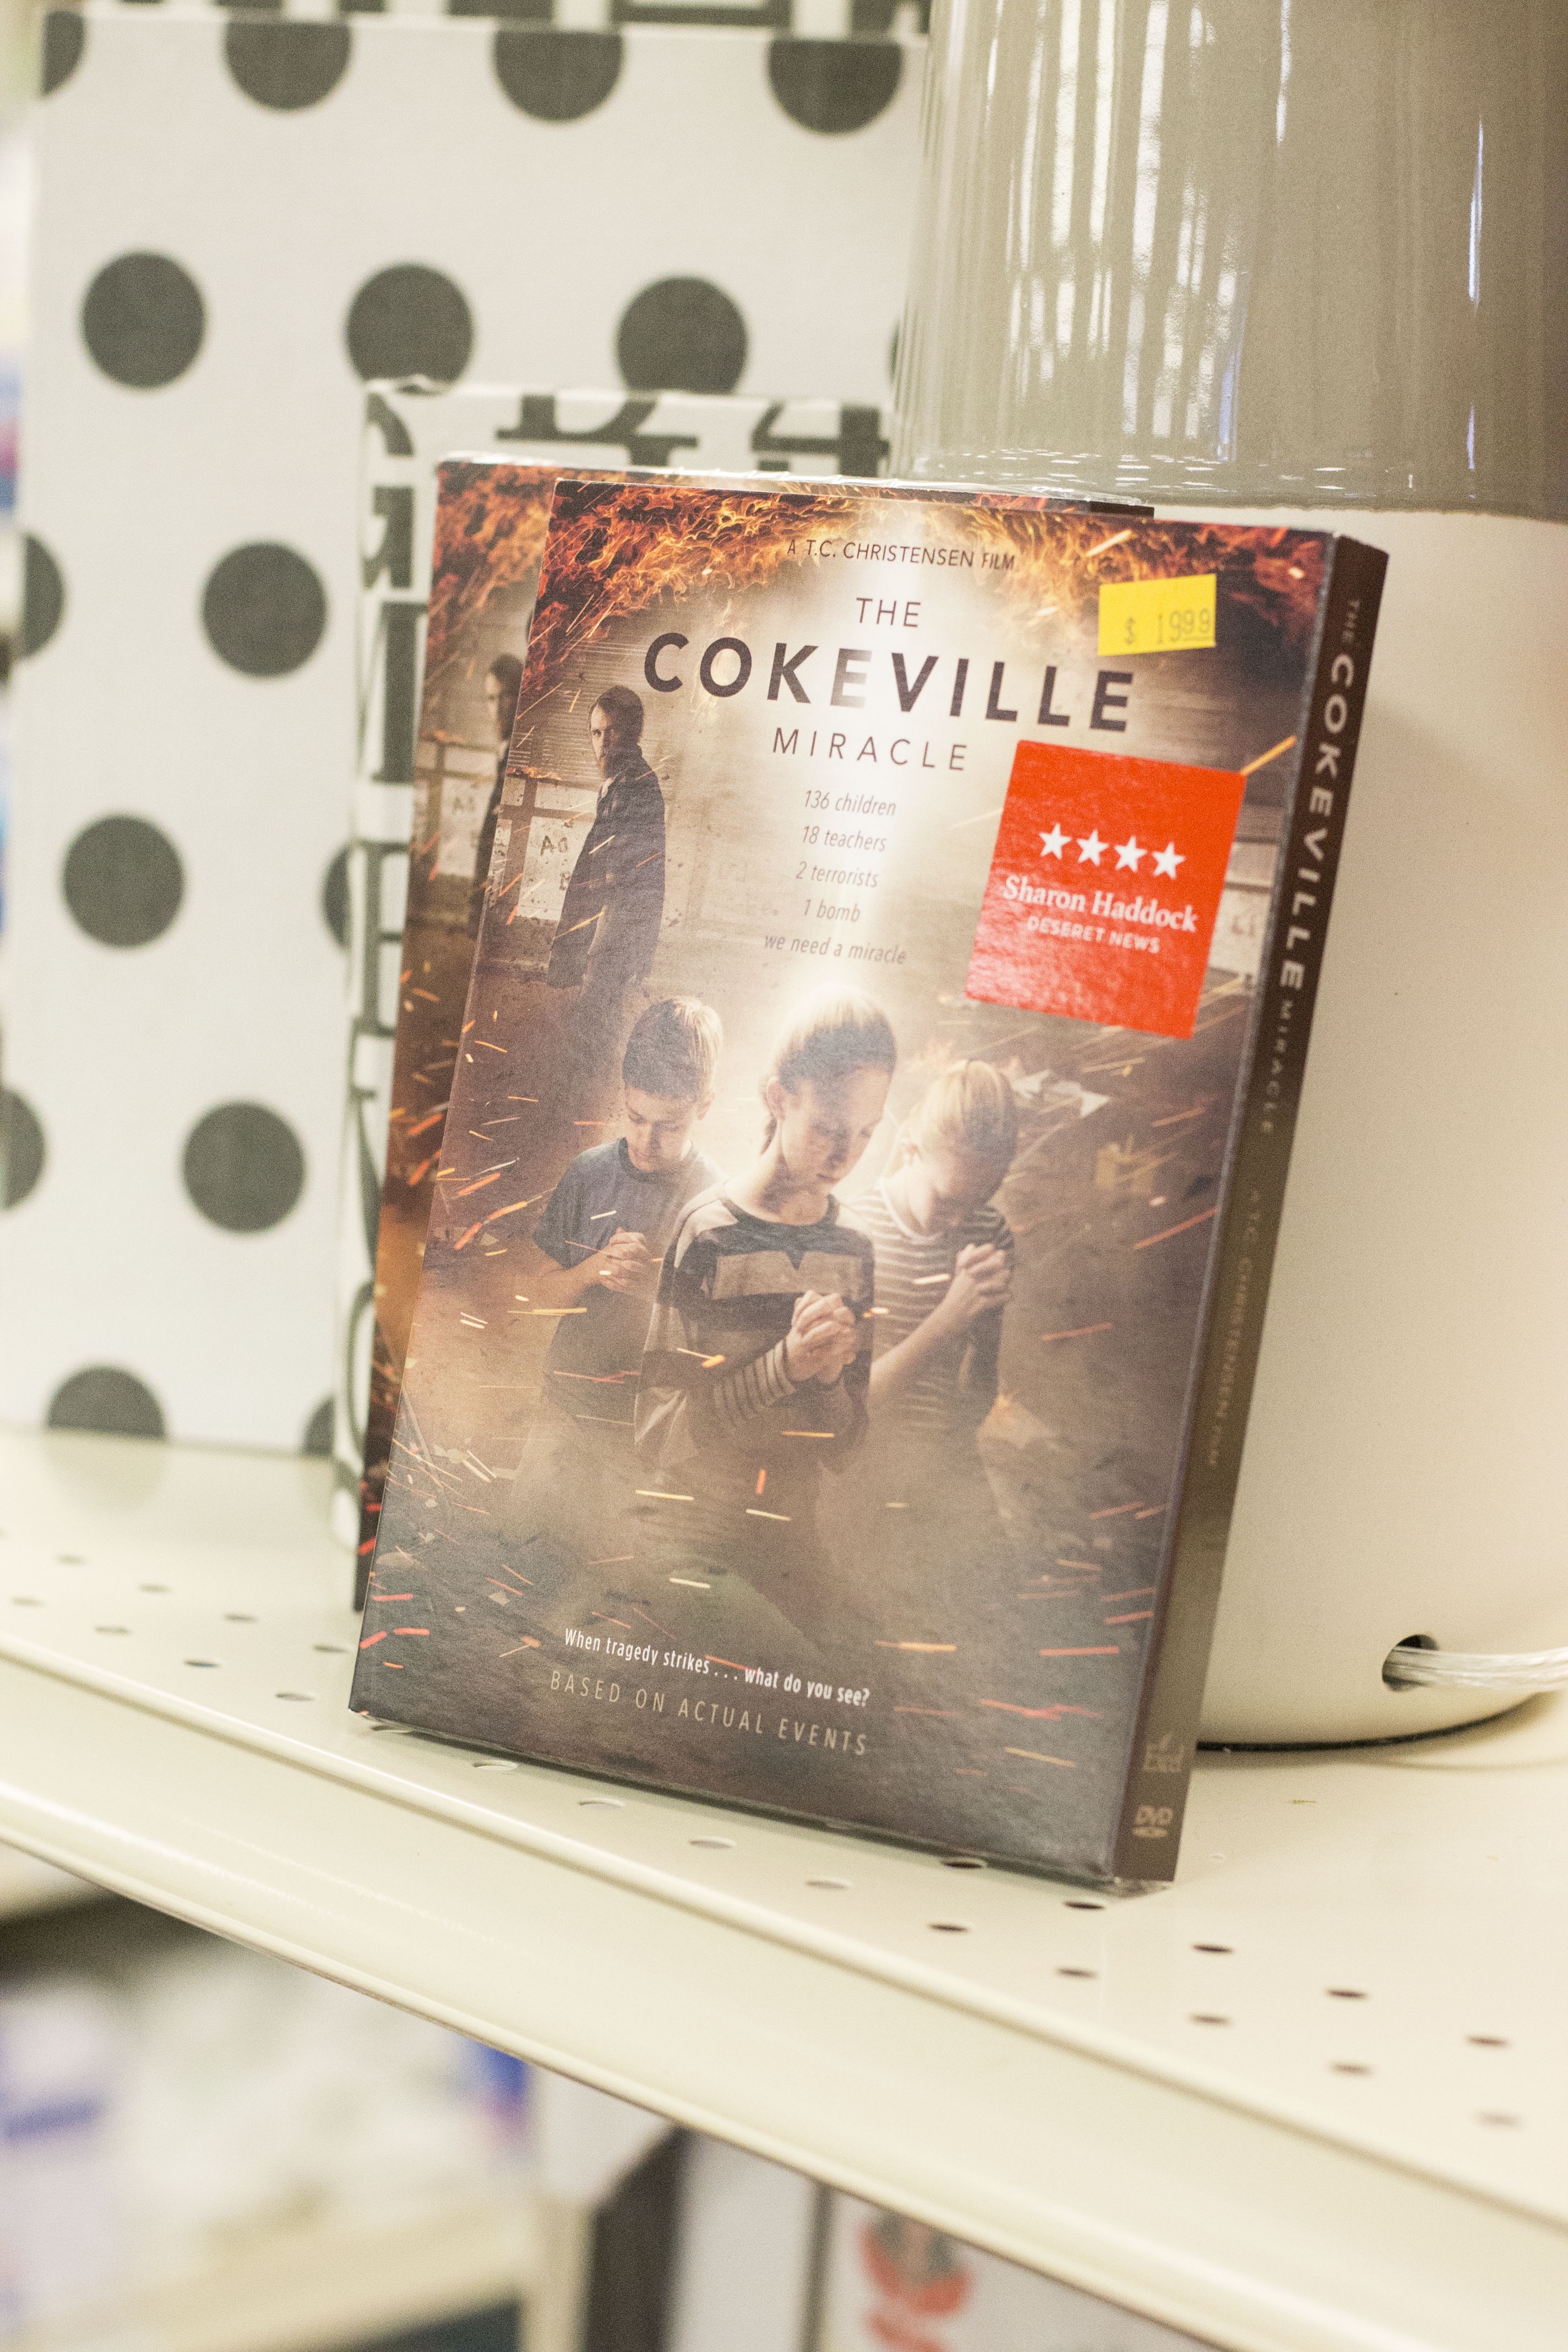 A T.C. CHRISTENSEN FILM
THE
COKEVILLE
MIRACLE
$ 19.99
136 children
18 teachers
2 terrorists
1 bomb
we need a miracle
★★★★
Sharon Haddock
DESERET NEWS
When tragedy strikes . . . what do you see?
BASED ON ACTUAL EVENTS
THE COKEVILLE MIRACLE A T.C. CHRISTENSEN FILM
DVD